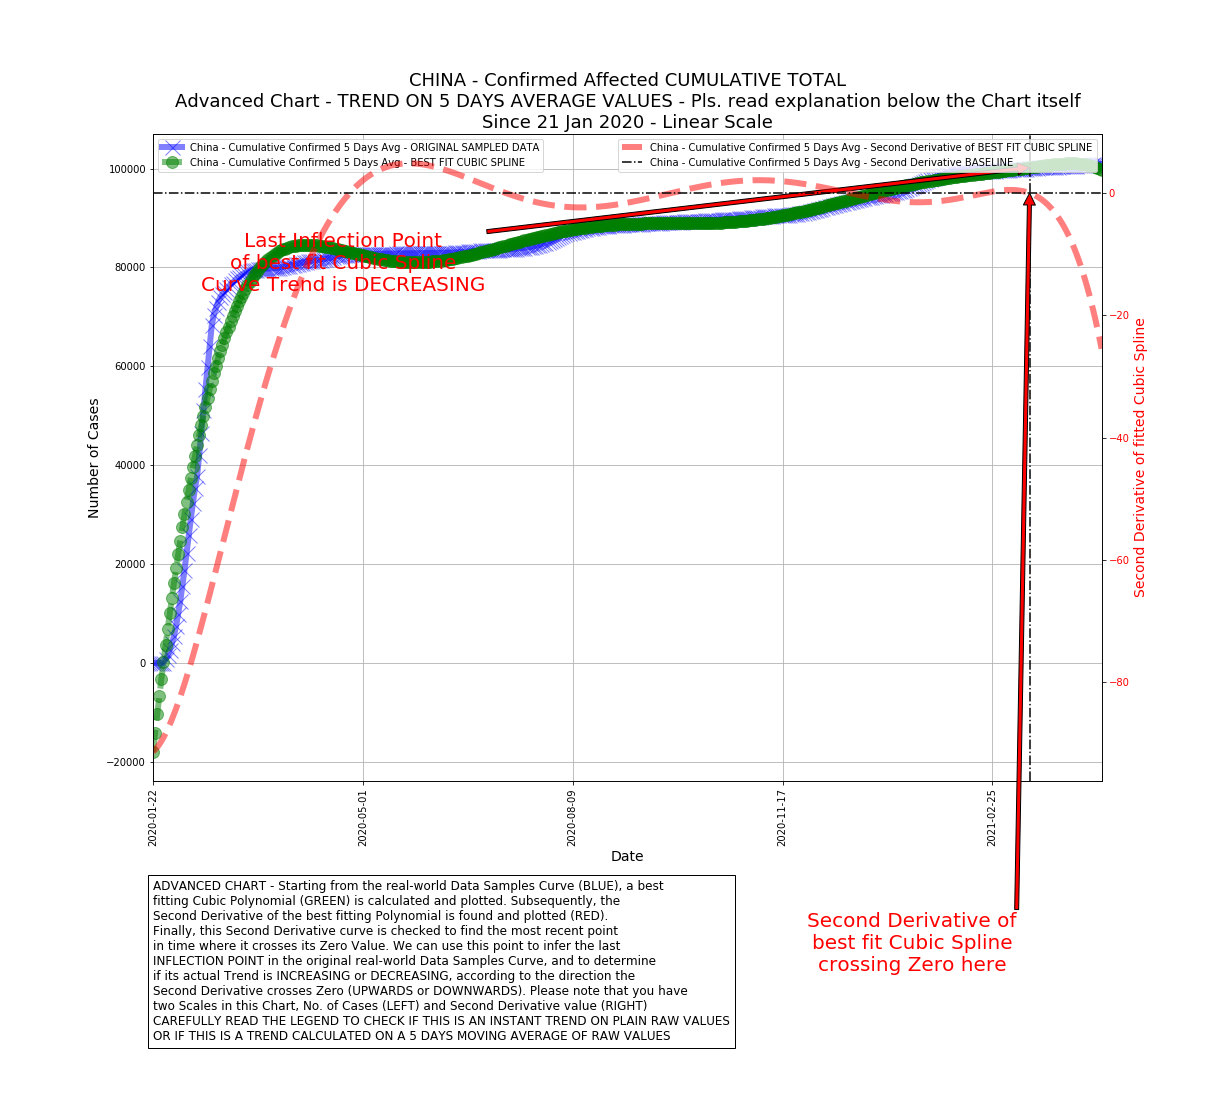 CHINA - Confirmed Affected CUMULATIVE TOTAL
Advanced Chart - TREND ON 5 DAYS AVERAGE VALUES - Pls. read explanation below the Chart itself
Since 21 Jan 2020 - Linear Scale
China - Cumulative Confirmed 5 Days Avg - ORIGINAL SAMPLED DATA
China - Cumulative Confirmed 5 Days Avg - BEST FIT CUBIC SPLINE
China - Cumulative Confirmed 5 Days Avg - Second Derivative of BEST FIT CUBIC SPLINE
China - Cumulative Confirmed 5 Days Avg - Second Derivative BASELINE
100000
80000
60000
40000
20000
0
−20000
Number of Cases
0
−20
−40
−60
−80
Second Derivative of fitted Cubic Spline
Last Inflection Point
of best fit Cubic Spline
Curve Trend is DECREASING
2020-01-22
2020-05-01
2020-08-09
2020-11-17
2021-02-25
Date
Second Derivative of
best fit Cubic Spline
crossing Zero here
ADVANCED CHART - Starting from the real-world Data Samples Curve (BLUE), a best
fitting Cubic Polynomial (GREEN) is calculated and plotted. Subsequently, the
Second Derivative of the best fitting Polynomial is found and plotted (RED).
Finally, this Second Derivative curve is checked to find the most recent point
in time where it crosses its Zero Value. We can use this point to infer the last
INFLECTION POINT in the original real-world Data Samples Curve, and to determine
if its actual Trend is INCREASING or DECREASING, according to the direction the
Second Derivative crosses Zero (UPWARDS or DOWNWARDS). Please note that you have
two Scales in this Chart, No. of Cases (LEFT) and Second Derivative value (RIGHT)
CAREFULLY READ THE LEGEND TO CHECK IF THIS IS AN INSTANT TREND ON PLAIN RAW VALUES
OR IF THIS IS A TREND CALCULATED ON A 5 DAYS MOVING AVERAGE OF RAW VALUES